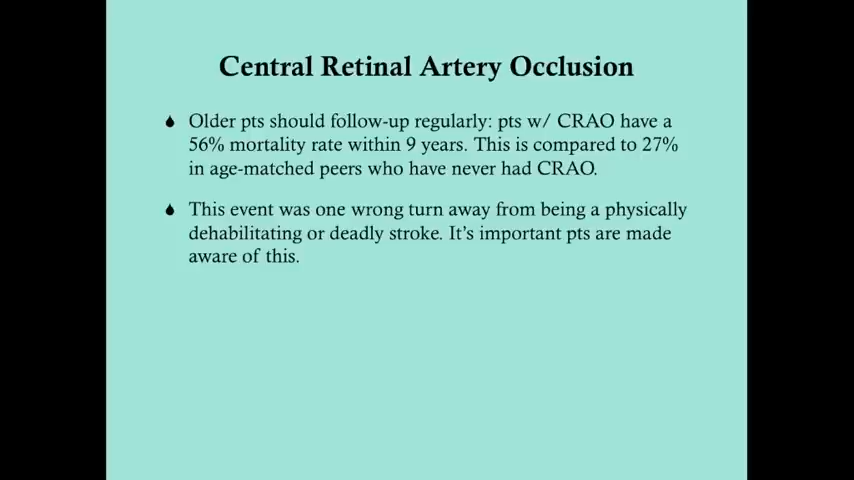 Central Retinal Artery Occlusion
Older pts should follow-up regularly: pts w/ CRAO have a
56% mortality rate within 9 years. This is compared to 27%
in age-matched peers who have never had CRAO.
This event was one wrong turn away from being a physically
dehabilitating or deadly stroke. It's important pts are made
aware of this.